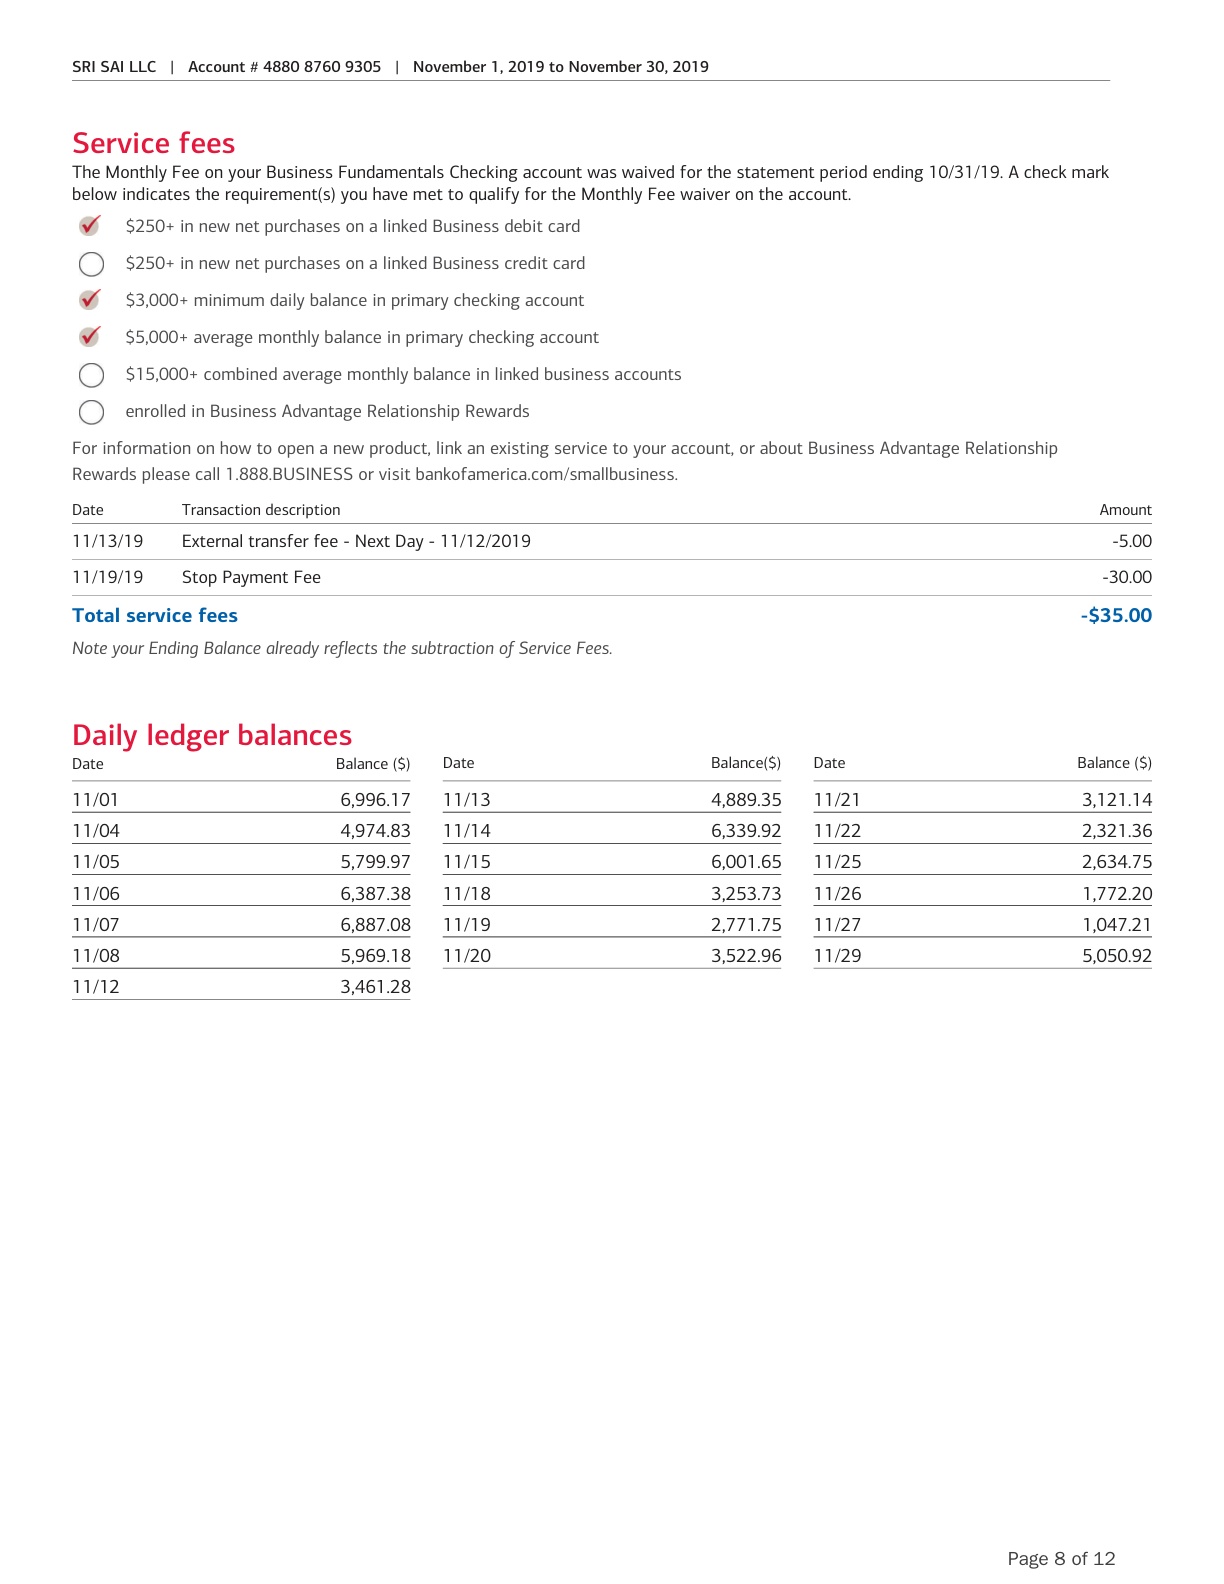 SRI SAI LLC | Account # 4880 8760 9305 | November 1, 2019 to November 30, 2019
Service fees
The Monthly Fee on your Business Fundamentals Checking account was waived for the statement period ending 10/31/19. A check mark
below indicates the requirement(s) you have met to qualify for the Monthly Fee waiver on the account.
$250+ in new net purchases on a linked Business debit card
$250+ in new net purchases on a linked Business credit card
$3,000+ minimum daily balance in primary checking account
$5,000+ average monthly balance in primary checking account
$15,000+ combined average monthly balance in linked business accounts
enrolled in Business Advantage Relationship Rewards
For information on how to open a new product, link an existing service to your account, or about Business Advantage Relationship
Rewards please call 1.888.BUSINESS or visit bankofamerica.com/smallbusiness.
Date Transaction description Amount
11/13/19 External transfer fee - Next Day - 11/12/2019 -5.00
11/19/19 Stop Payment Fee -30.00
Total service fees -$35.00
Note your Ending Balance already reflects the subtraction of Service Fees.
Daily ledger balances
Date Balance ($) Date Balance($) Date Balance ($)
11/01 6,996.17 11/13 4,889.35 11/21 3,121.14
11/04 4,974.83 11/14 6,339.92 11/22 2,321.36
11/05 5,799.97 11/15 6,001.65 11/25 2,634.75
11/06 6,387.38 11/18 3,253.73 11/26 1,772.20
11/07 6,887.08 11/19 2,771.75 11/27 1,047.21
11/08 5,969.18 11/20 3,522.96 11/29 5,050.92
11/12 3,461.28
Page 8 of 12